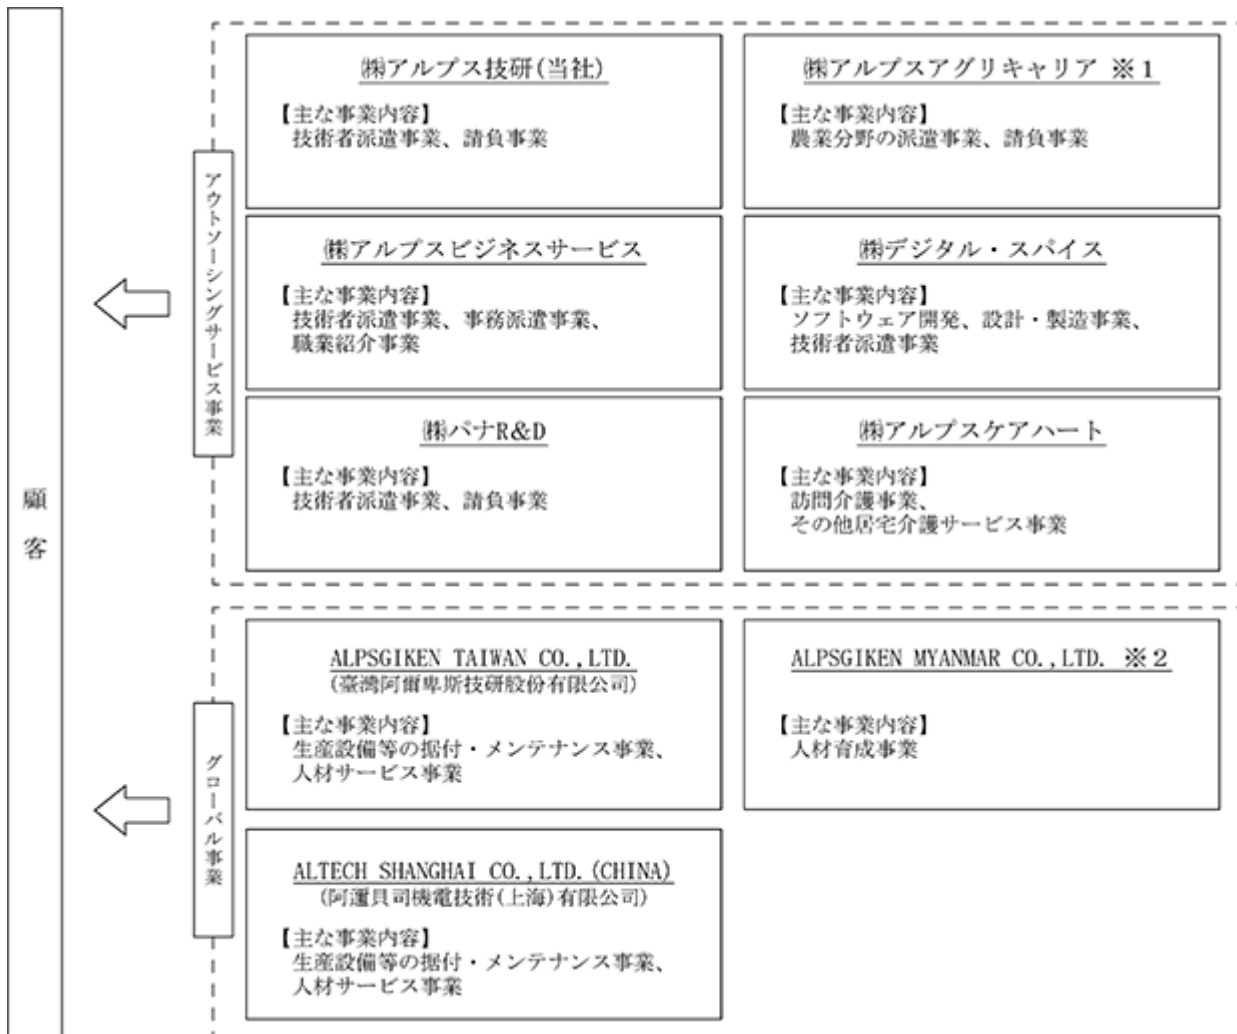 顧客
アウトソーシングサービス事業
㈱アルプス技研(当社)
【主な事業内容】
技術者派遣事業、請負事業
㈱アルプスアグリキャリア ※1
【主な事業内容】
農業分野の派遣事業、請負事業
㈱アルプスビジネスサービス
【主な事業内容】
技術者派遣事業、事務派遣事業、
職業紹介事業
㈱デジタル・スパイス
【主な事業内容】
ソフトウェア開発、設計・製造事業、
技術者派遣事業
㈱パナR&D
【主な事業内容】
技術者派遣事業、請負事業
㈱アルプスケアハート
【主な事業内容】
訪問介護事業、
その他居宅介護サービス事業
グローバル事業
ALPSGIKEN TAIWAN CO.,LTD.
(臺灣阿爾卑斯技研股份有限公司)
【主な事業内容】
生産設備等の据付・メンテナンス事業、
人材サービス事業
ALPSGIKEN MYANMAR CO.,LTD. ※2
【主な事業内容】
人材育成事業
ALTECH SHANGHAI CO.,LTD.(CHINA)
(阿邇貝司機電技術(上海)有限公司)
【主な事業内容】
生産設備等の据付・メンテナンス事業、
人材サービス事業